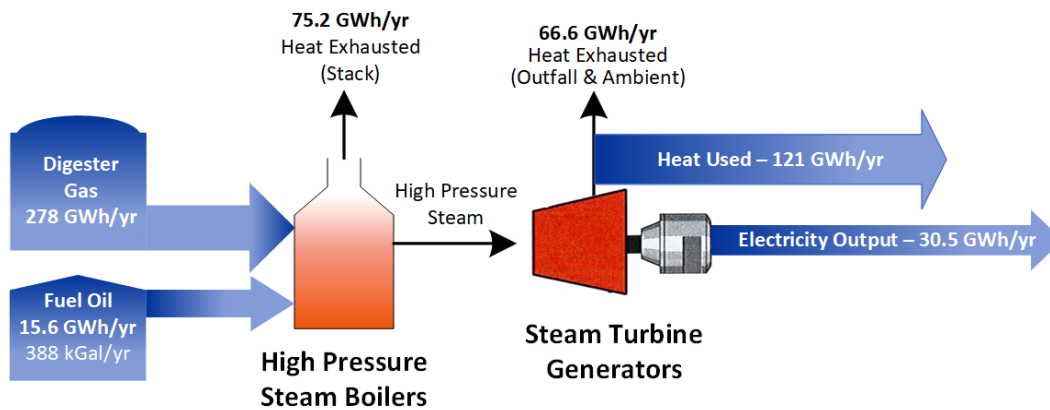 75.2 GWh/yr
Heat Exhausted
(Stack)
66.6 GWh/yr
Heat Exhausted
(Outfall & Ambient)
Digester
Gas
278 GWh/yr
Heat Used – 121 GWh/yr
High Pressure
Steam
Electricity Output – 30.5 GWh/yr
Fuel Oil
15.6 GWh/yr
388 kGal/yr
High Pressure
Steam Boilers
Steam Turbine
Generators